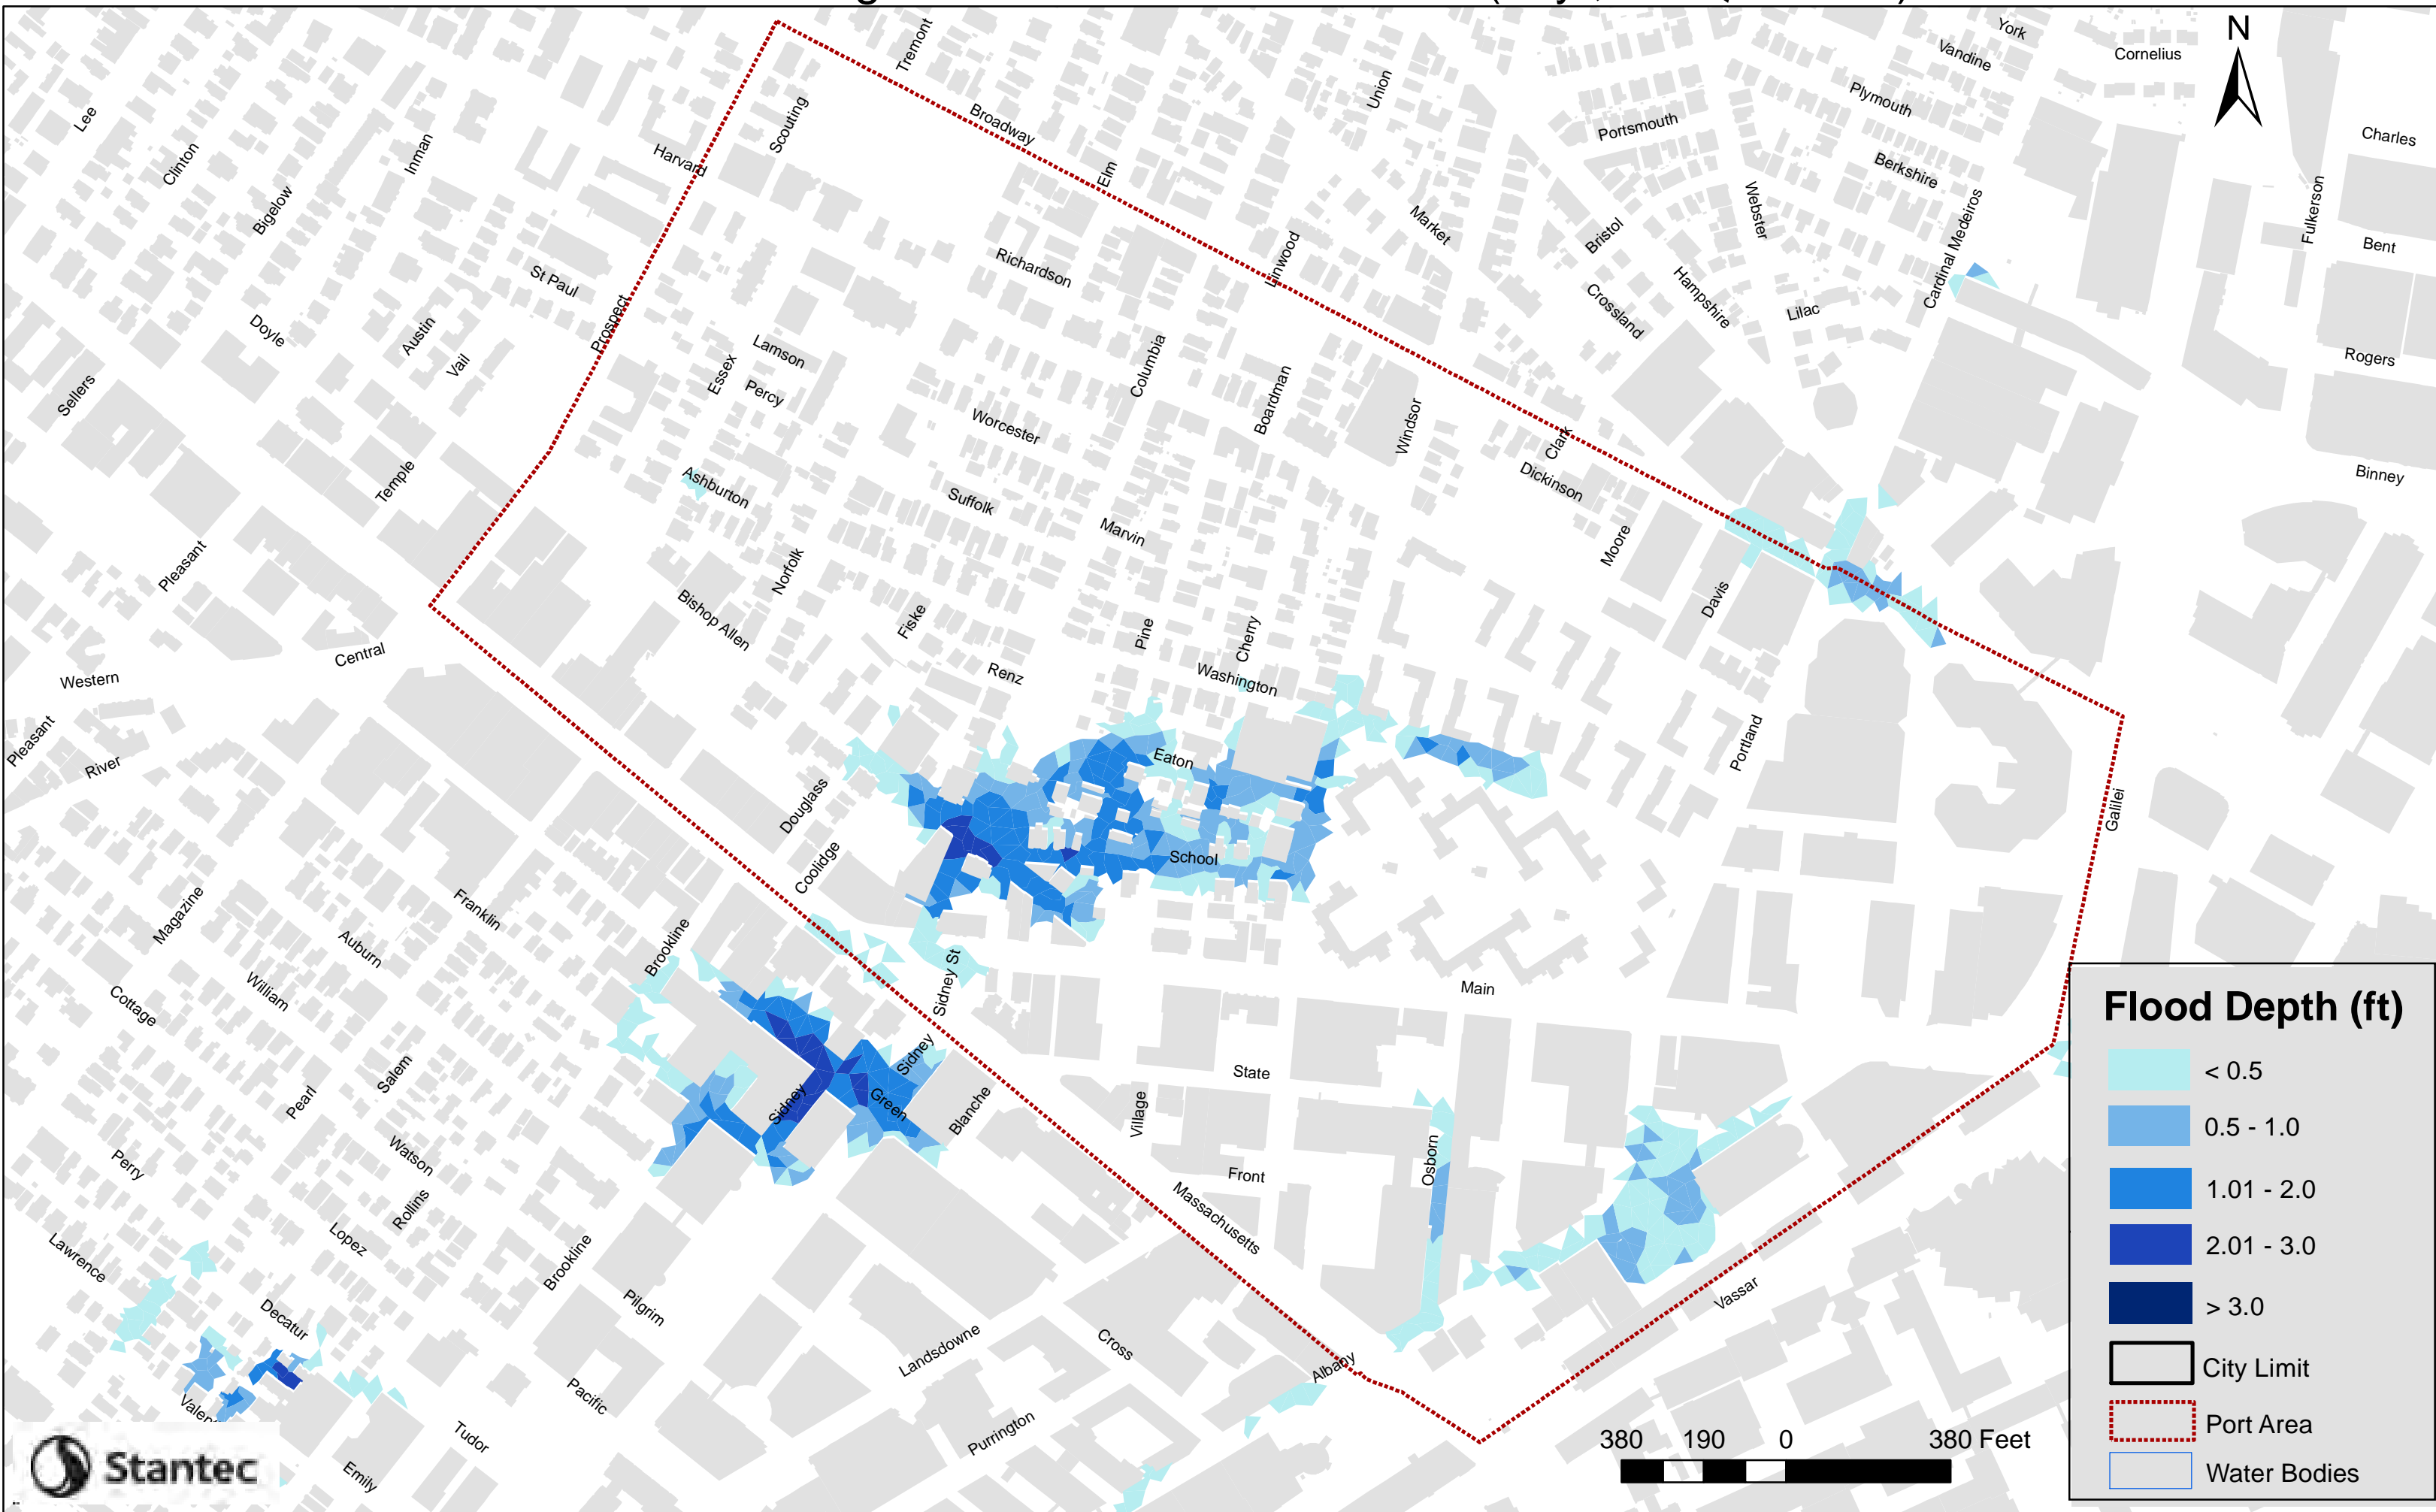 N
Tremont
York
Vandine
Cornelius
Union
Plymouth
Lee
Scouting
Broadway
Portsmouth
Charles
Clinton
Inman
Harvard
Elm
Berkshire
Bigelow
Webster
Cardinal Medeiros
Fulkerson
Market
Bristol
Bent
St Paul
Richardson
Linwood
Hampshire
Crossland
Lilac
Doyle
Austin
Prospect
Vail
Lamson
Essex
Percy
Columbia
Rogers
Sellers
Boardman
Worcester
Windsor
Clark
Temple
Ashburton
Suffolk
Dickinson
Binney
Marvin
Moore
Pleasant
Norfolk
Bishop Allen
Fiske
Pine
Cherry
Davis
Central
Western
Renz
Washington
Pleasant
River
Eaton
Portland
Douglass
Galilei
Coolidge
School
Magazine
Franklin
Auburn
Brookline
Sidney St
Main
William
Cottage
Flood Depth (ft)
Salem
Pearl
Sidney
Sidney
Green
Blanche
State
Village
< 0.5
Watson
Perry
Front
Osborn
0.5 - 1.0
Rollins
Massachusetts
1.01 - 2.0
Lopez
Lawrence
Brookline
2.01 - 3.0
Decatur
Pilgrim
Vassar
> 3.0
Landsdowne
Cross
Albany
City Limit
Pacific
Port Area
Purrington
Tudor
380 190 0 380 Feet
Stantec
Emily
Water Bodies